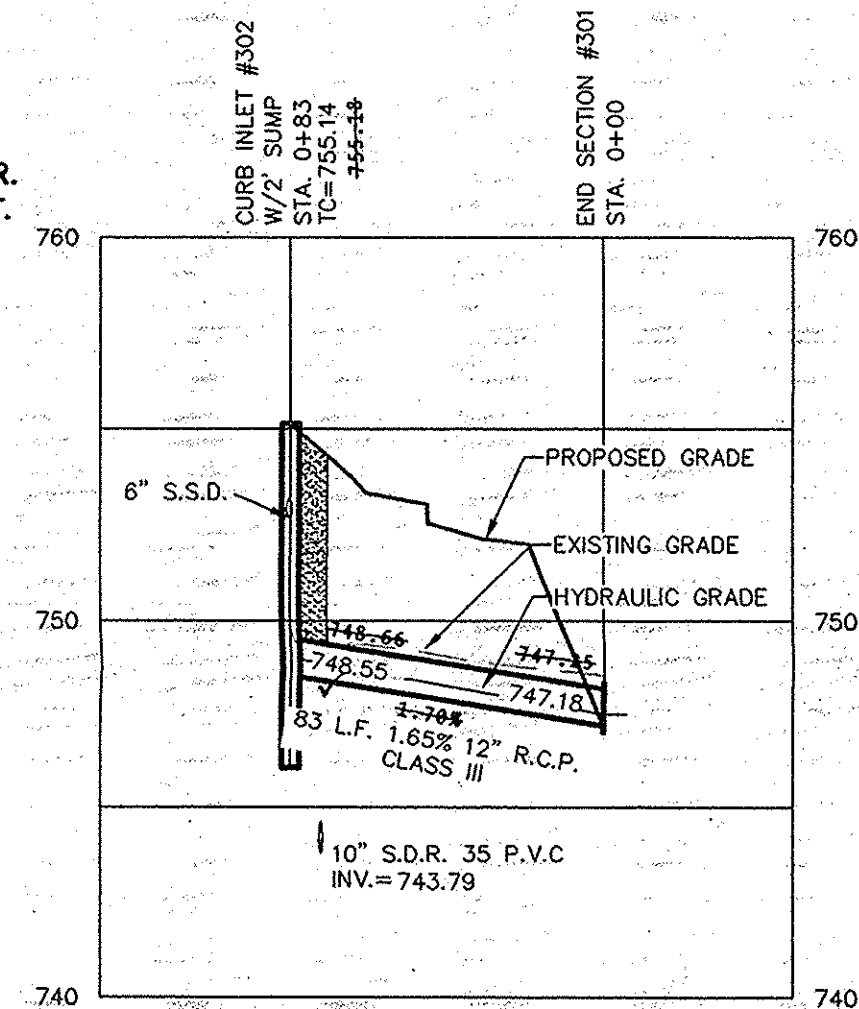 R.
.
CURB INLET #302
W/2' SUMP
STA. 0+83
TC=755.14
755.18
END SECTION #301
STA. 0+00
760
760
PROPOSED GRADE
6" S.S.D.
EXISTING GRADE
HYDRAULIC GRADE
750
750
748.66
747.25
748.55
747.18
1.70%
83 L.F. 1.65% 12" R.C.P.
CLASS III
10" S.D.R. 35 P.V.C
INV.=743.79
740
740